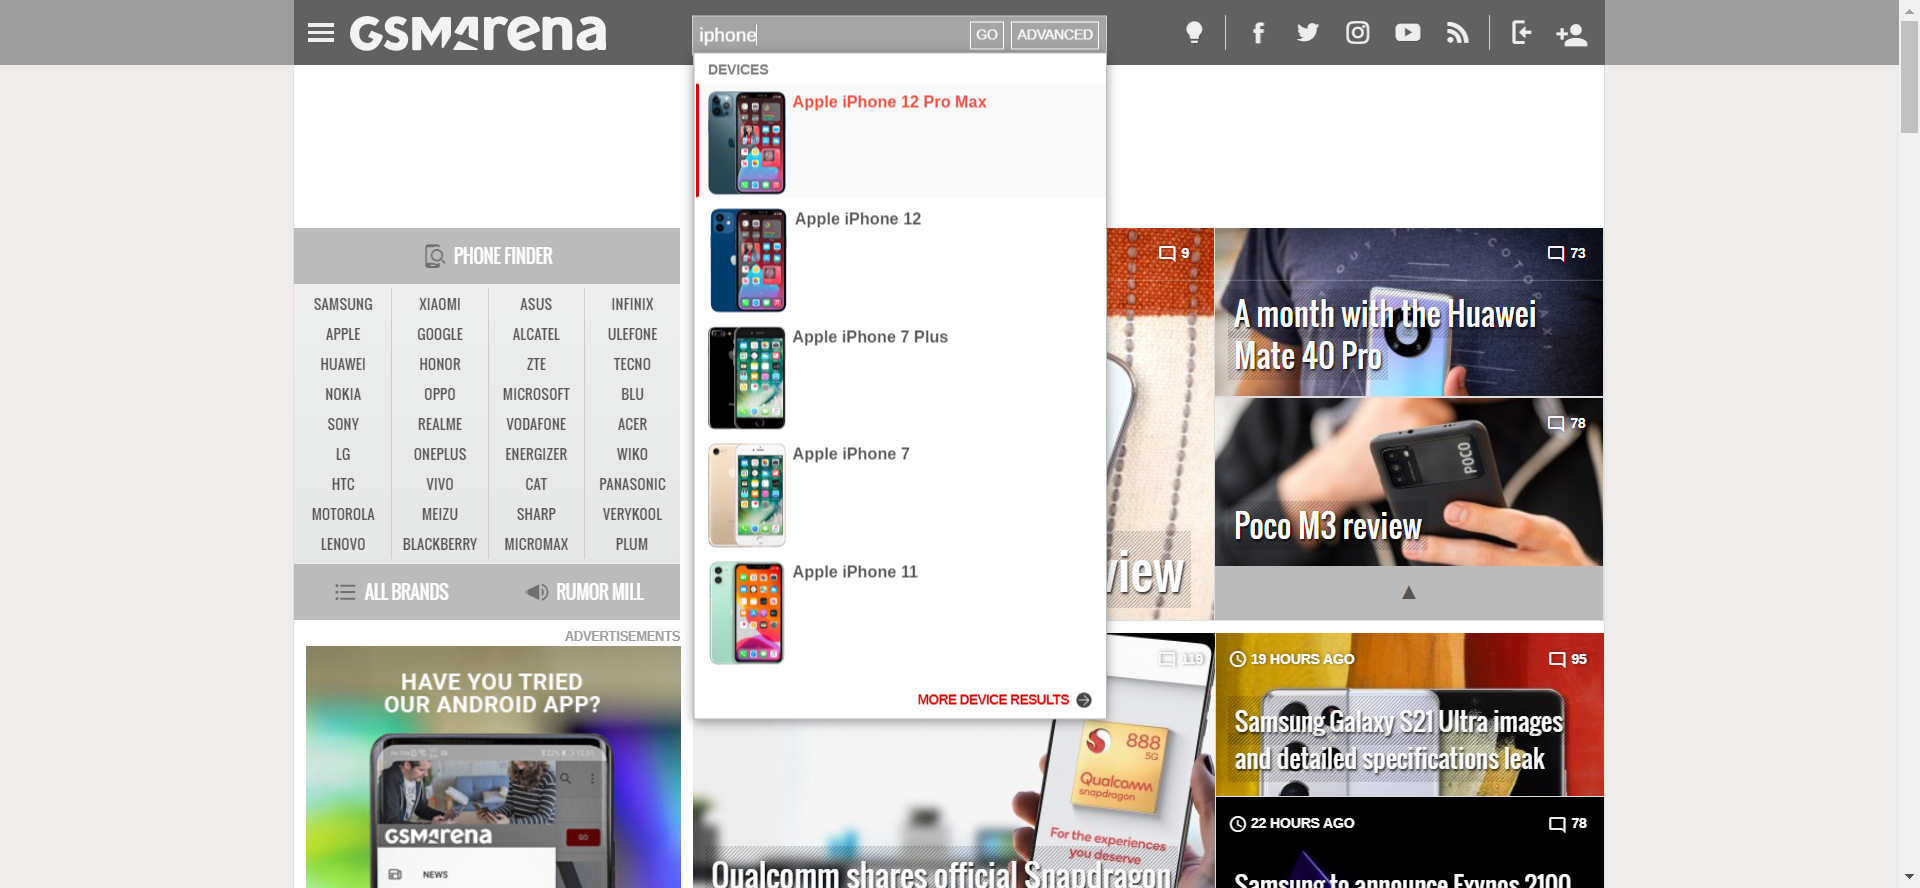 GSMArena
iphone
GO
ADVANCED
DEVICES
Apple iPhone 12 Pro Max
Apple iPhone 12
Apple iPhone 7 Plus
Apple iPhone 7
Apple iPhone 11
MORE DEVICE RESULTS
PHONE FINDER
SAMSUNG XIAOMI ASUS INFINIX
APPLE GOOGLE ALCATEL ULEFONE
HUAWEI HONOR ZTE TECNO
NOKIA OPPO MICROSOFT BLU
SONY REALME VODAFONE ACER
LG ONEPLUS ENERGIZER WIKO
HTC VIVO CAT PANASONIC
MOTOROLA MEIZU SHARP VERYKOOL
LENOVO BLACKBERRY MICROMAX PLUM
ALL BRANDS
RUMOR MILL
ADVERTISEMENTS
HAVE YOU TRIED
OUR ANDROID APP?
22% 12:21
GSMArena
GO
NEWS
9
view
73
A month with the Huawei
Mate 40 Pro
78
POCO
Poco M3 review
119
888
5G
Qualcomm
snapdragon
For the experiences
you deserve
Qualcomm shares official Snapdragon
19 HOURS AGO
95
Samsung Galaxy S21 Ultra images
and detailed specifications leak
22 HOURS AGO
78
Samsung to announce Exynos 2100